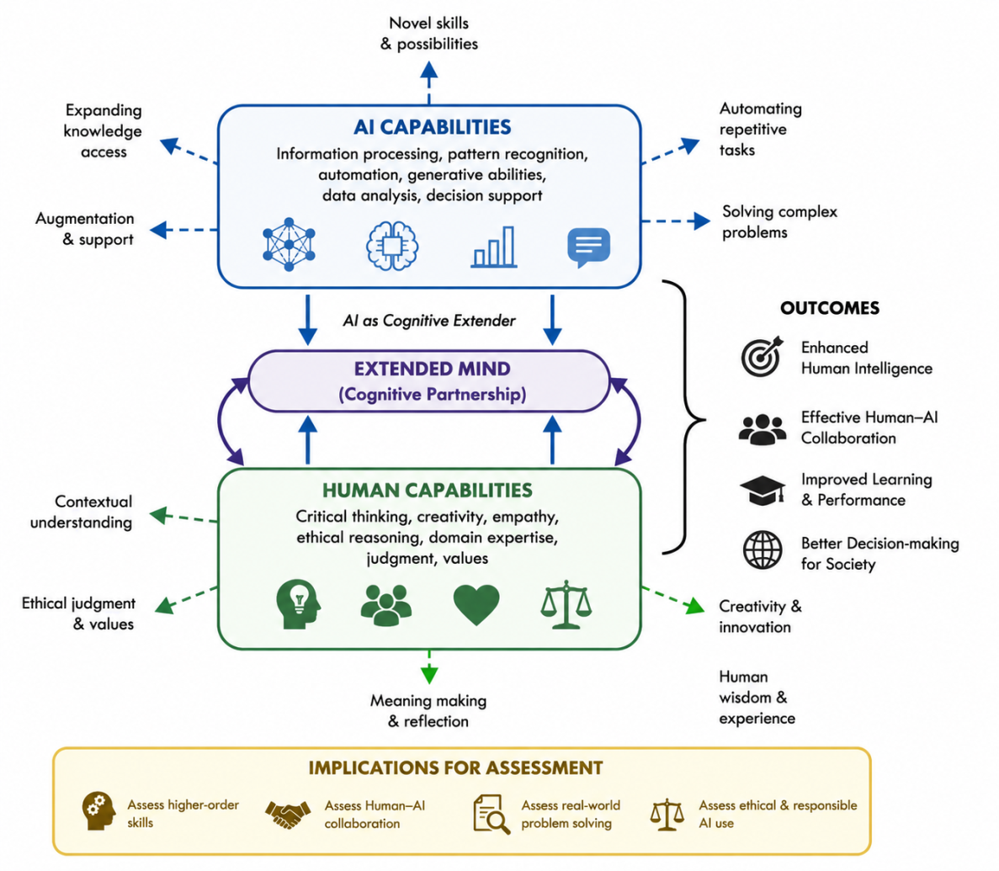 Novel skills
& possibilities
Expanding
knowledge
access
Augmentation
& support
AI CAPABILITIES
Information processing, pattern recognition,
automation, generative abilities,
data analysis, decision support
Automating
repetitive
tasks
Solving complex
problems
AI as Cognitive Extender
EXTENDED MIND
(Cognitive Partnership)
OUTCOMES
Enhanced
Human Intelligence
Effective Human–AI
Collaboration
Improved Learning
& Performance
Better Decision-making
for Society
HUMAN CAPABILITIES
Critical thinking, creativity, empathy,
ethical reasoning, domain expertise,
judgment, values
Contextual
understanding
Ethical judgment
& values
Creativity &
innovation
Human
wisdom &
experience
Meaning making
& reflection
IMPLICATIONS FOR ASSESSMENT
Assess higher-order
skills
Assess Human–AI
collaboration
Assess real-world
problem solving
Assess ethical & responsible
AI use